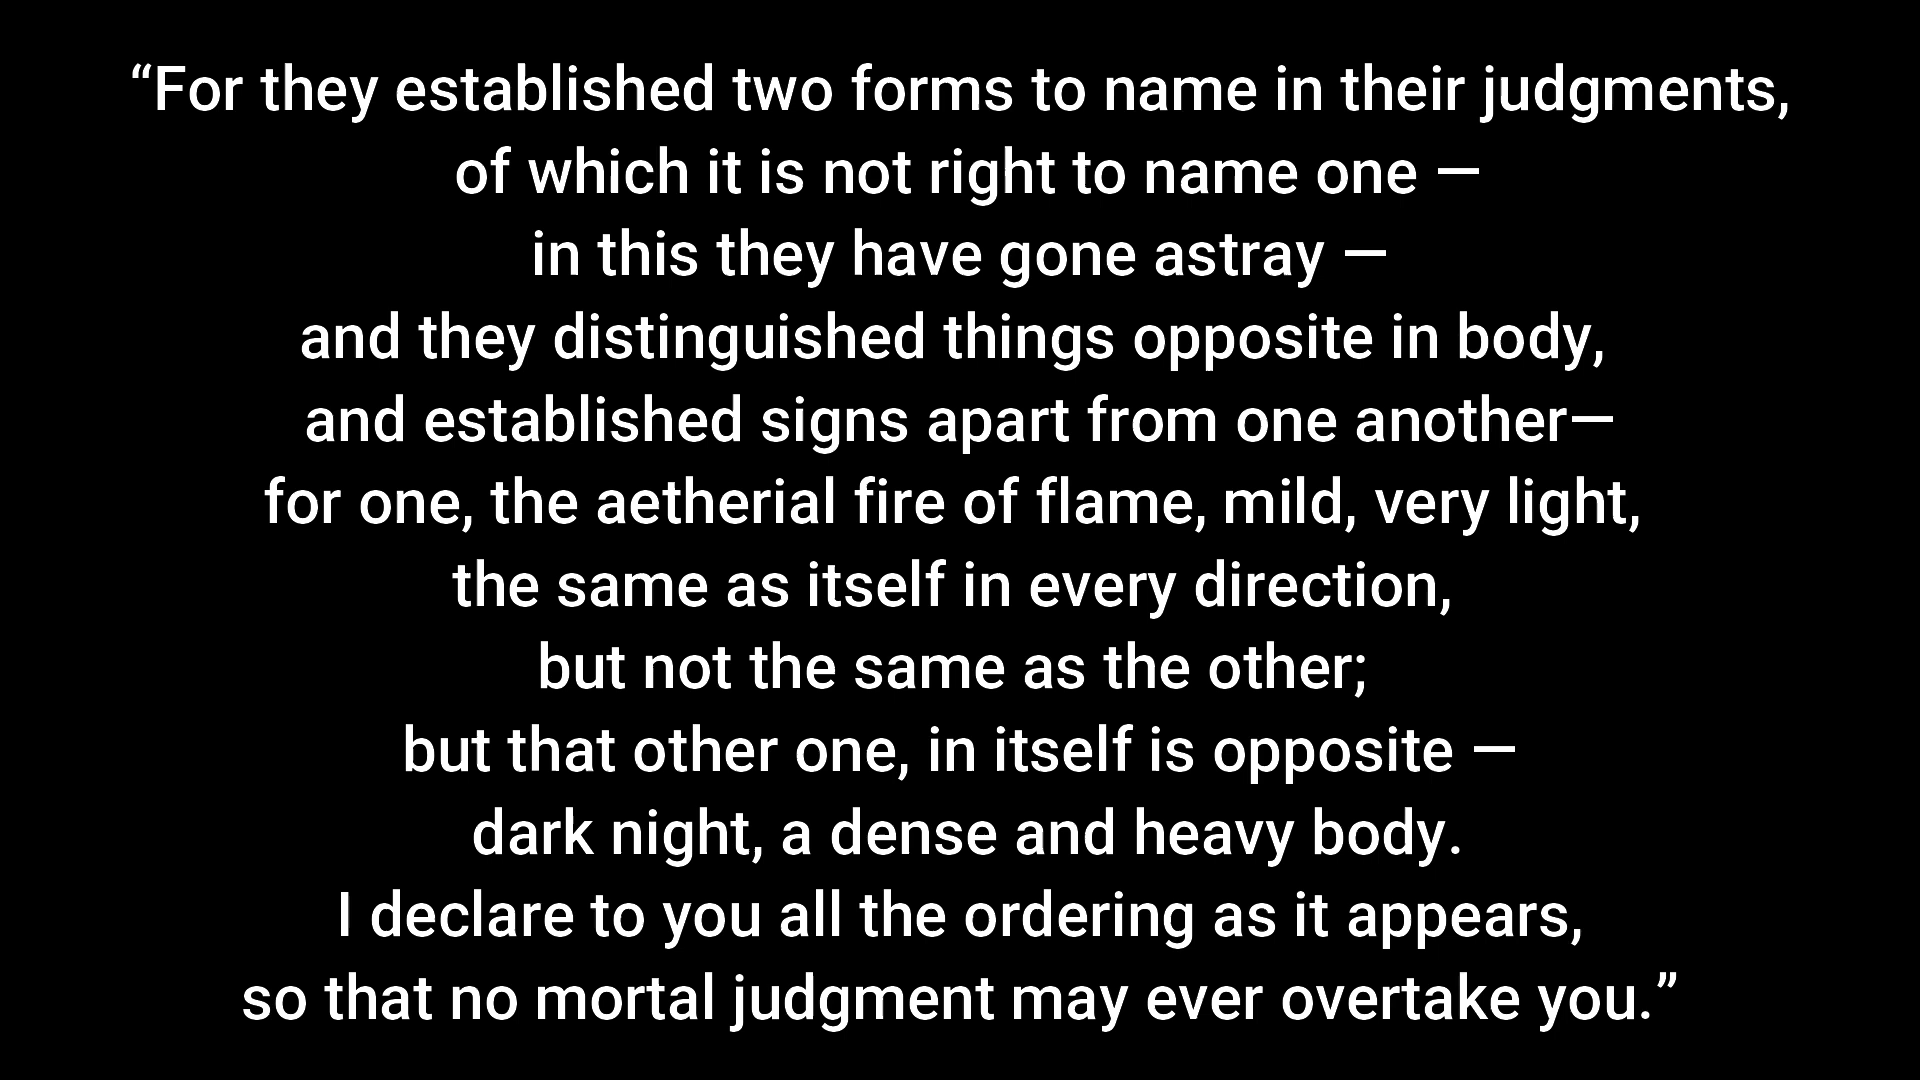 “For they established two forms to name in their judgments,
of which it is not right to name one —
in this they have gone astray —
and they distinguished things opposite in body,
and established signs apart from one another—
for one, the aetherial fire of flame, mild, very light,
the same as itself in every direction,
but not the same as the other;
but that other one, in itself is opposite —
dark night, a dense and heavy body.
I declare to you all the ordering as it appears,
so that no mortal judgment may ever overtake you.”